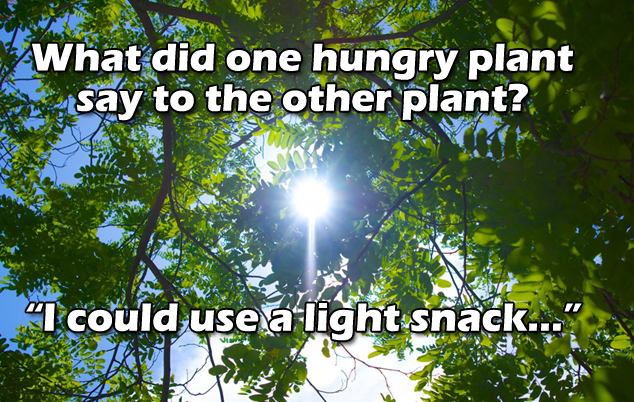 What did one hungry plant
say to the other plant?
“I could use a light snack...”